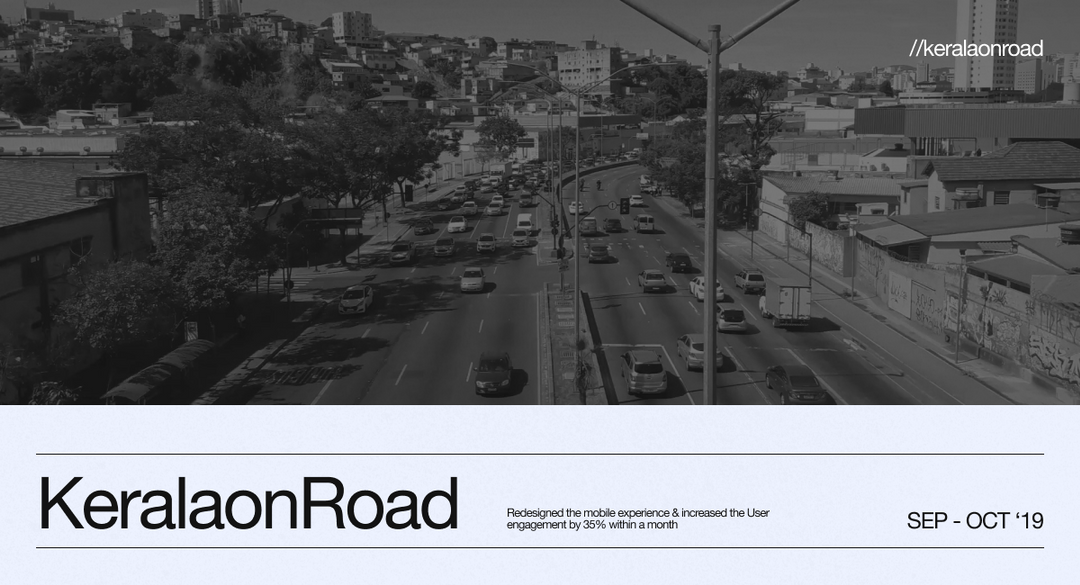 //keralaonroad
KeralaonRoad
Redesigned the mobile experience & increased the User
engagement by 35% within a month
SEP - OCT ‘19